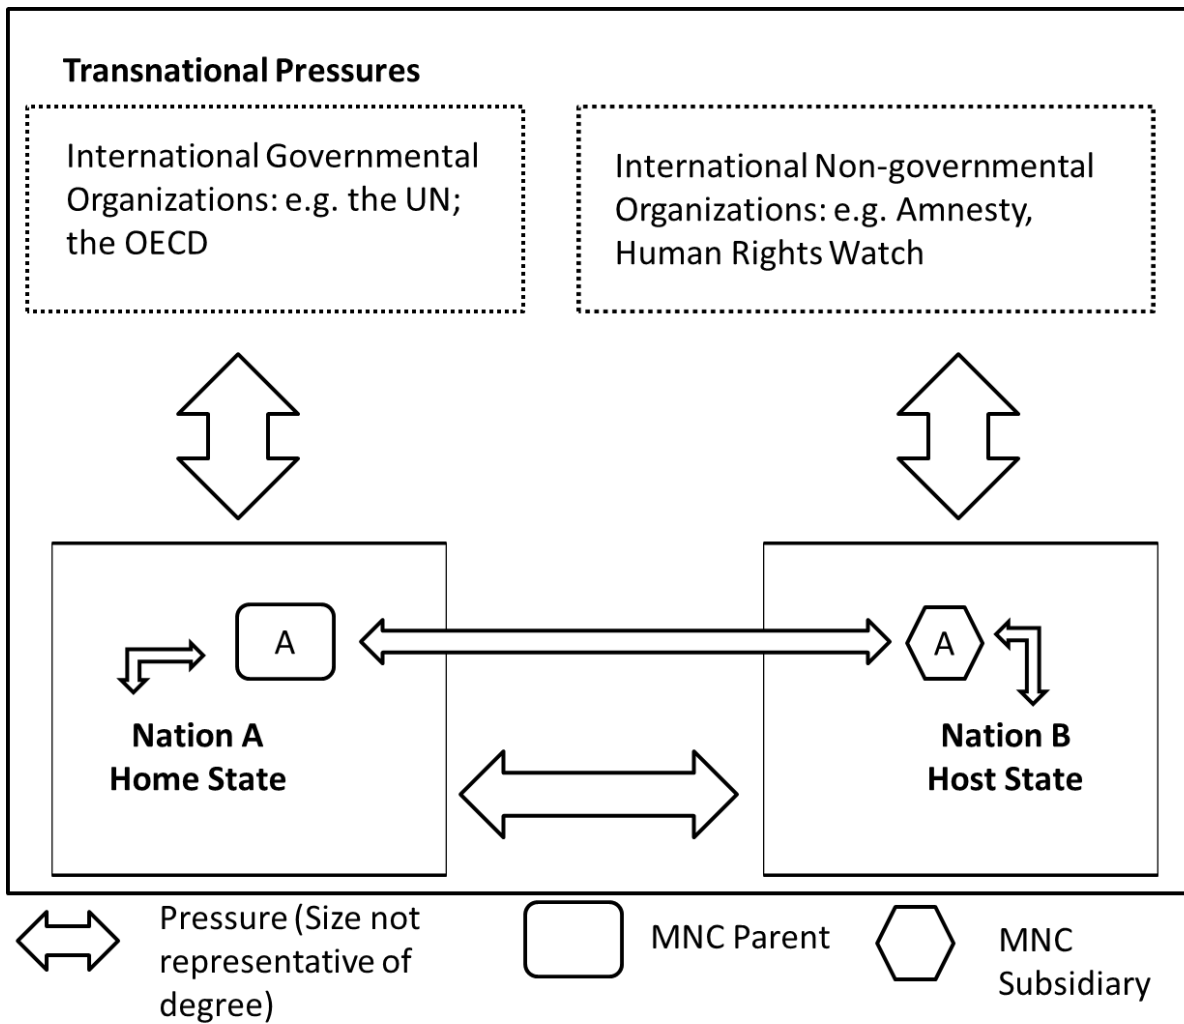 Transnational Pressures
International Governmental
Organizations: e.g. the UN;
the OECD
International Non-governmental
Organizations: e.g. Amnesty,
Human Rights Watch
A
A
Nation A
Home State
Nation B
Host State
Pressure (Size not
representative of
degree)
MNC Parent
MNC
Subsidiary